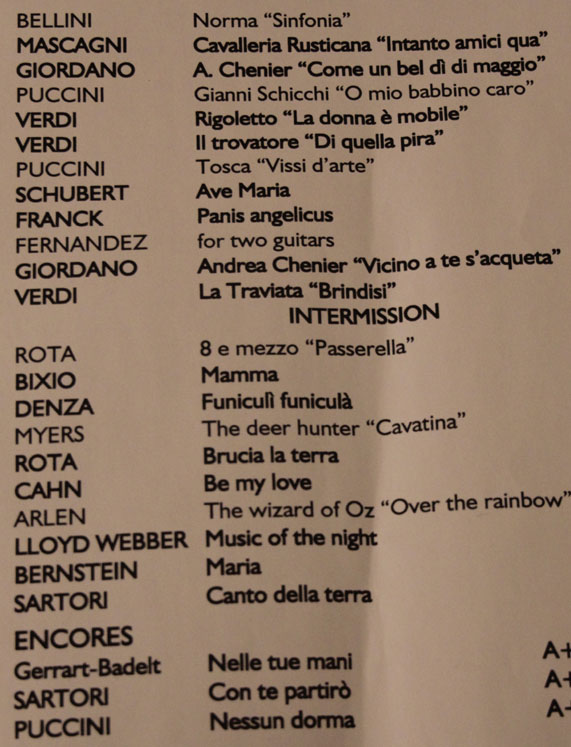 BELLINI Norma “Sinfonia”
MASCAGNI Cavalleria Rusticana “Intanto amici qua”
GIORDANO A. Chenier “Come un bel dì di maggio”
PUCCINI Gianni Schicchi “O mio babbino caro”
VERDI Rigoletto “La donna è mobile”
VERDI Il trovatore “Di quella pira”
PUCCINI Tosca “Vissi d’arte”
SCHUBERT Ave Maria
FRANCK Panis angelicus
FERNANDEZ for two guitars
GIORDANO Andrea Chenier “Vicino a te s’acqueta”
VERDI La Traviata “Brindisi”
INTERMISSION
ROTA 8 e mezzo “Passerella”
BIXIO Mamma
DENZA Funiculì funiculà
MYERS The deer hunter “Cavatina”
ROTA Brucia la terra
CAHN Be my love
ARLEN The wizard of Oz “Over the rainbow”
LLOYD WEBBER Music of the night
BERNSTEIN Maria
SARTORI Canto della terra
ENCORES
Gerrart-Badelt Nelle tue mani A+
SARTORI Con te partirò A+
PUCCINI Nessun dorma A+